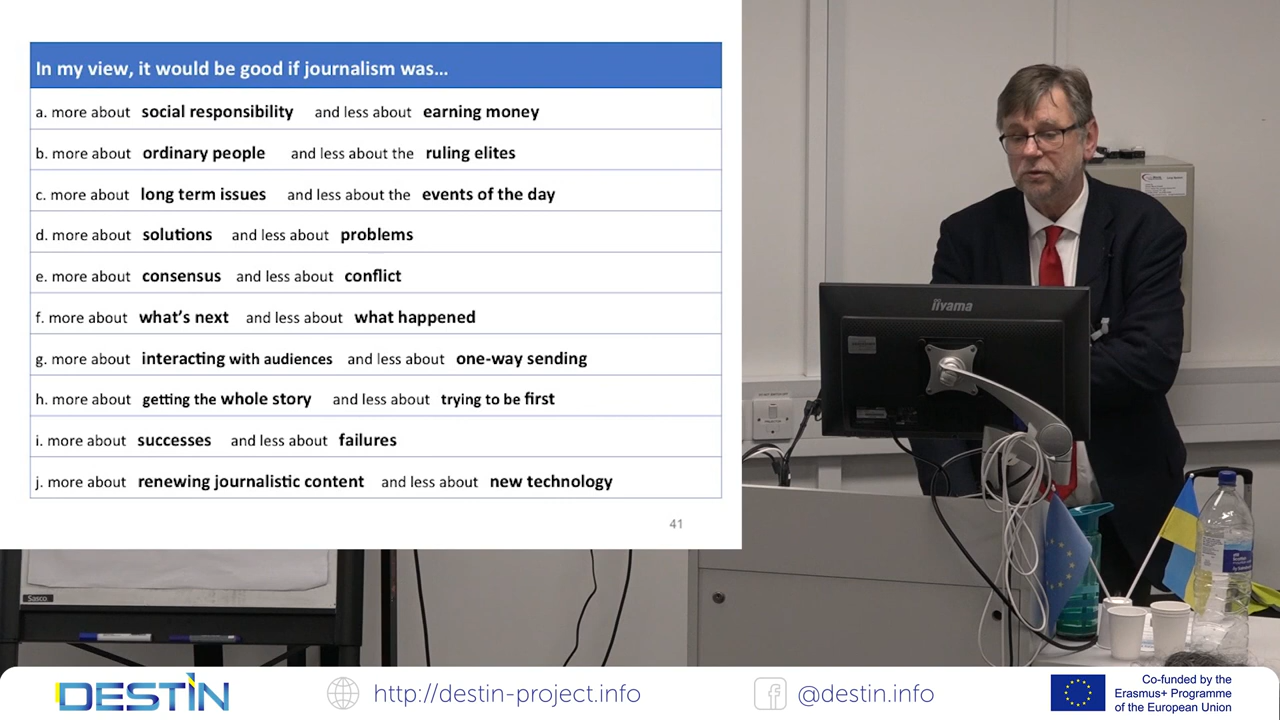 In my view, it would be good if journalism was...
a. more about social responsibility and less about earning money
b. more about ordinary people and less about the ruling elites
c. more about long term issues and less about the events of the day
d. more about solutions and less about problems
e. more about consensus and less about conflict
f. more about what's next and less about what happened
g. more about interacting with audiences and less about one-way sending
h. more about getting the whole story and less about trying to be first
i. more about successes and less about failures
j. more about renewing journalistic content and less about new technology
41
iiyama
Sasco
DESTIN
http://destin-project.info
@destin.info
Co-funded by the
Erasmus+ Programme
of the European Union